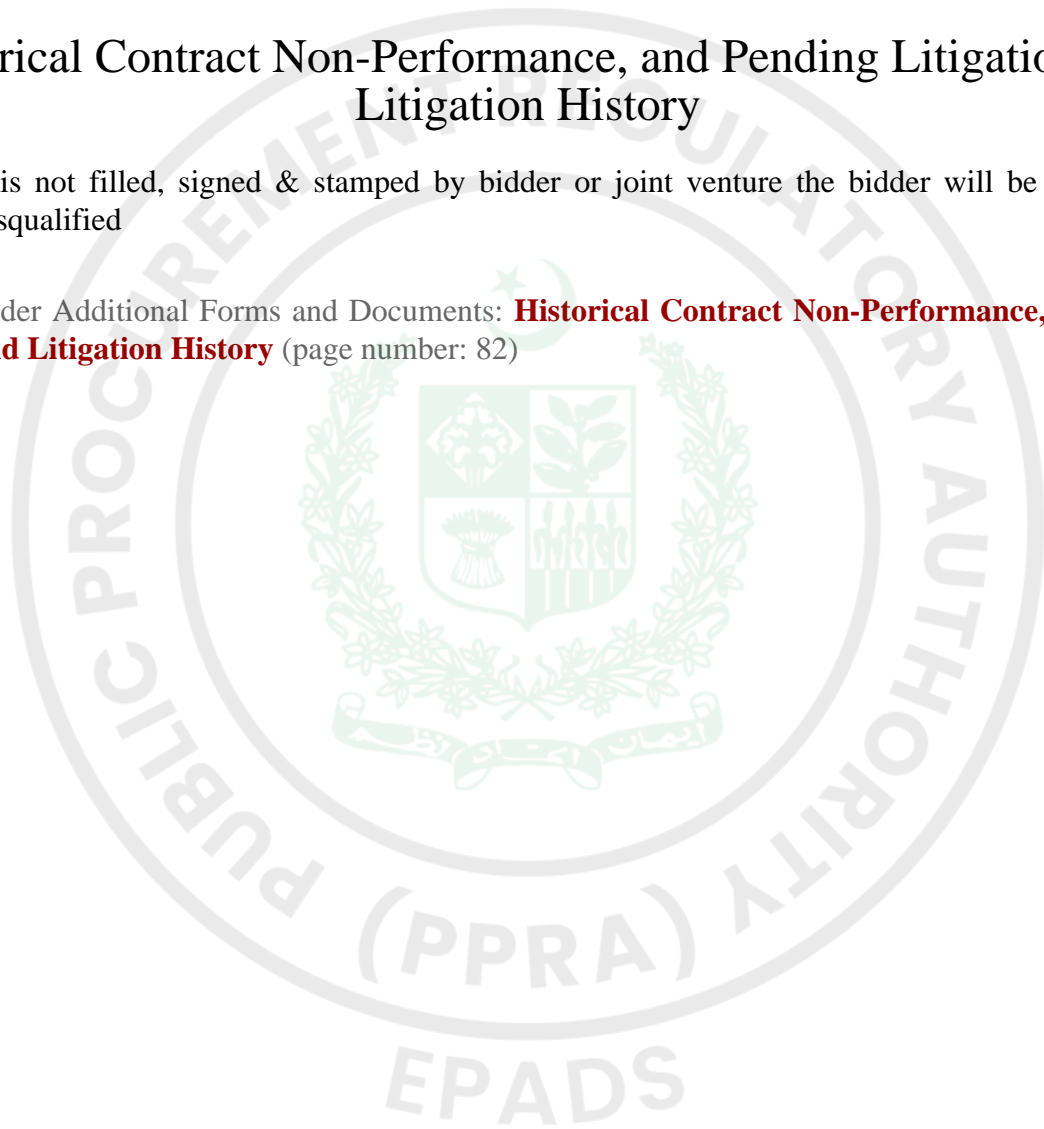 rical Contract Non-Performance, and Pending Litigatio
Litigation History
is not filled, signed & stamped by bidder or joint venture the bidder will be
squalified
der Additional Forms and Documents: Historical Contract Non-Performance,
d Litigation History (page number: 82)
PUBLIC PROCUREMENT REGULATORY AUTHORITY
(PPRA)
EPADS